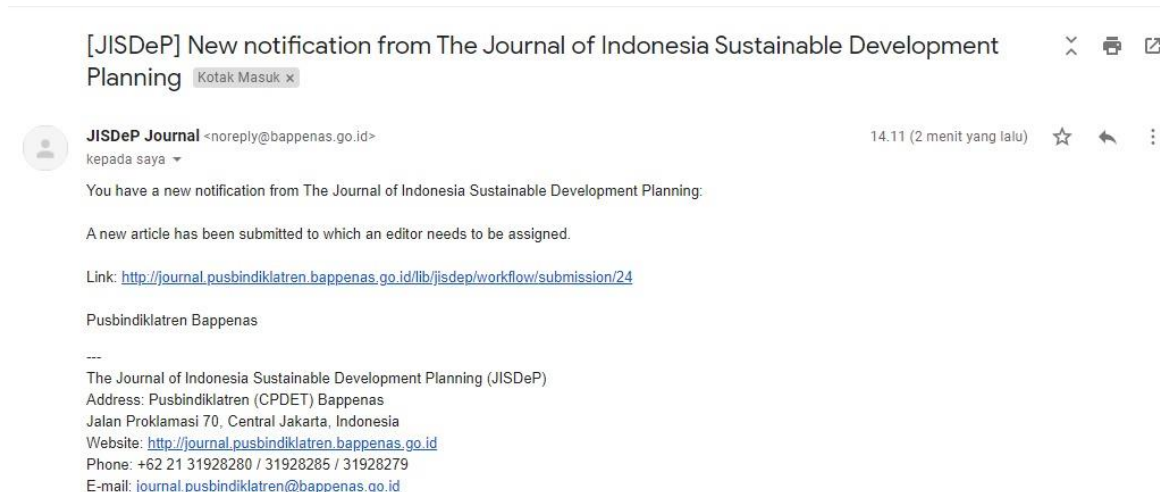 [JISDeP] New notification from The Journal of Indonesia Sustainable Development
Planning Kotak Masuk x
JISDeP Journal <noreply@bappenas.go.id>
14.11 (2 menit yang lalu)
kepada saya
You have a new notification from The Journal of Indonesia Sustainable Development Planning:
A new article has been submitted to which an editor needs to be assigned.
Link: http://journal.pusbindiklatren.bappenas.go.id/lib/jisdep/workflow/submission/24
Pusbindiklatren Bappenas
---
The Journal of Indonesia Sustainable Development Planning (JISDeP)
Address: Pusbindiklatren (CPDET) Bappenas
Jalan Proklamasi 70, Central Jakarta, Indonesia
Website: http://journal.pusbindiklatren.bappenas.go.id
Phone: +62 21 31928280 / 31928285 / 31928279
E-mail: journal.pusbindiklatren@bappenas.go.id